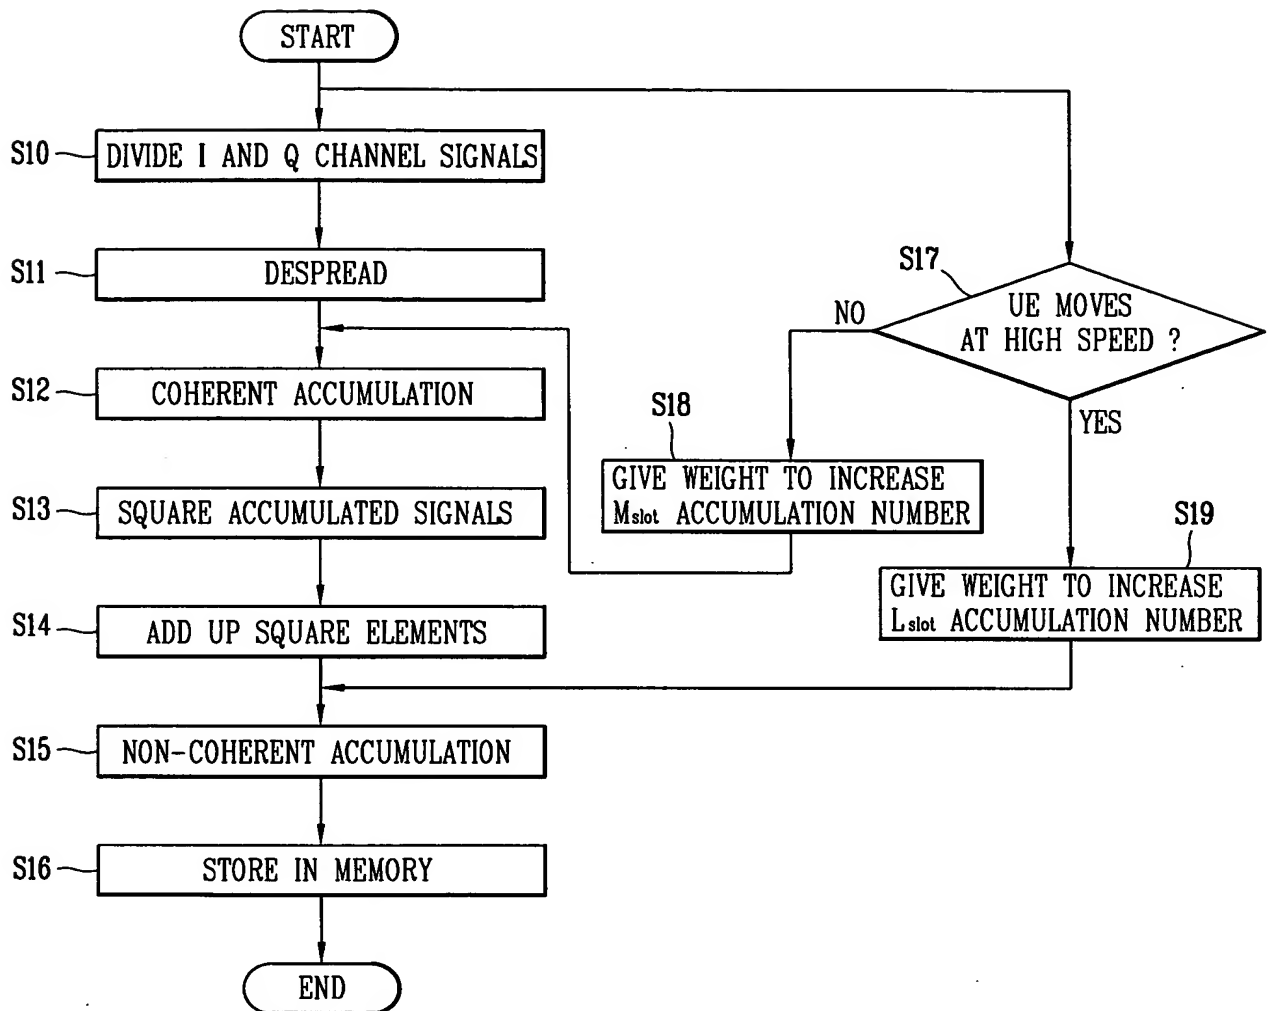 START
S10
DIVIDE I AND Q CHANNEL SIGNALS
S11
DESPREAD
S12
COHERENT ACCUMULATION
S13
SQUARE ACCUMULATED SIGNALS
S14
ADD UP SQUARE ELEMENTS
S15
NON-COHERENT ACCUMULATION
S16
STORE IN MEMORY
END
S17
UE MOVES
AT HIGH SPEED ?
NO
YES
S18
GIVE WEIGHT TO INCREASE
Mslot ACCUMULATION NUMBER
S19
GIVE WEIGHT TO INCREASE
Lslot ACCUMULATION NUMBER